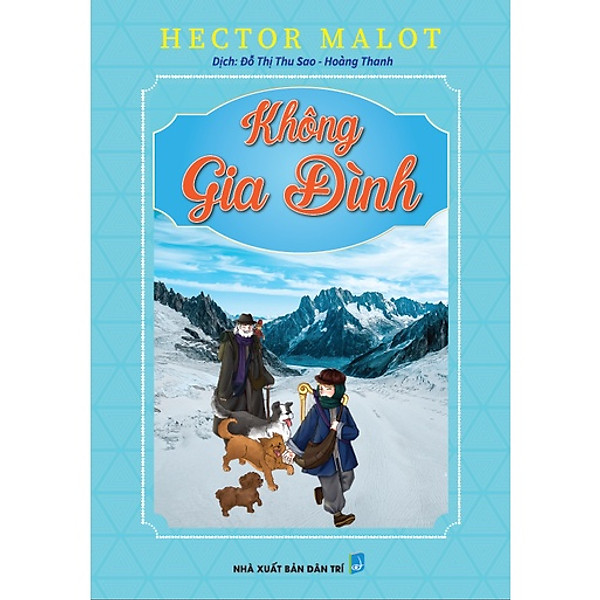 HECTOR MALOT
Dịch: Đỗ Thị Thu Sao - Hoàng Thanh
Không
Gia Đình
NHÀ XUẤT BẢN DÂN TRÍ